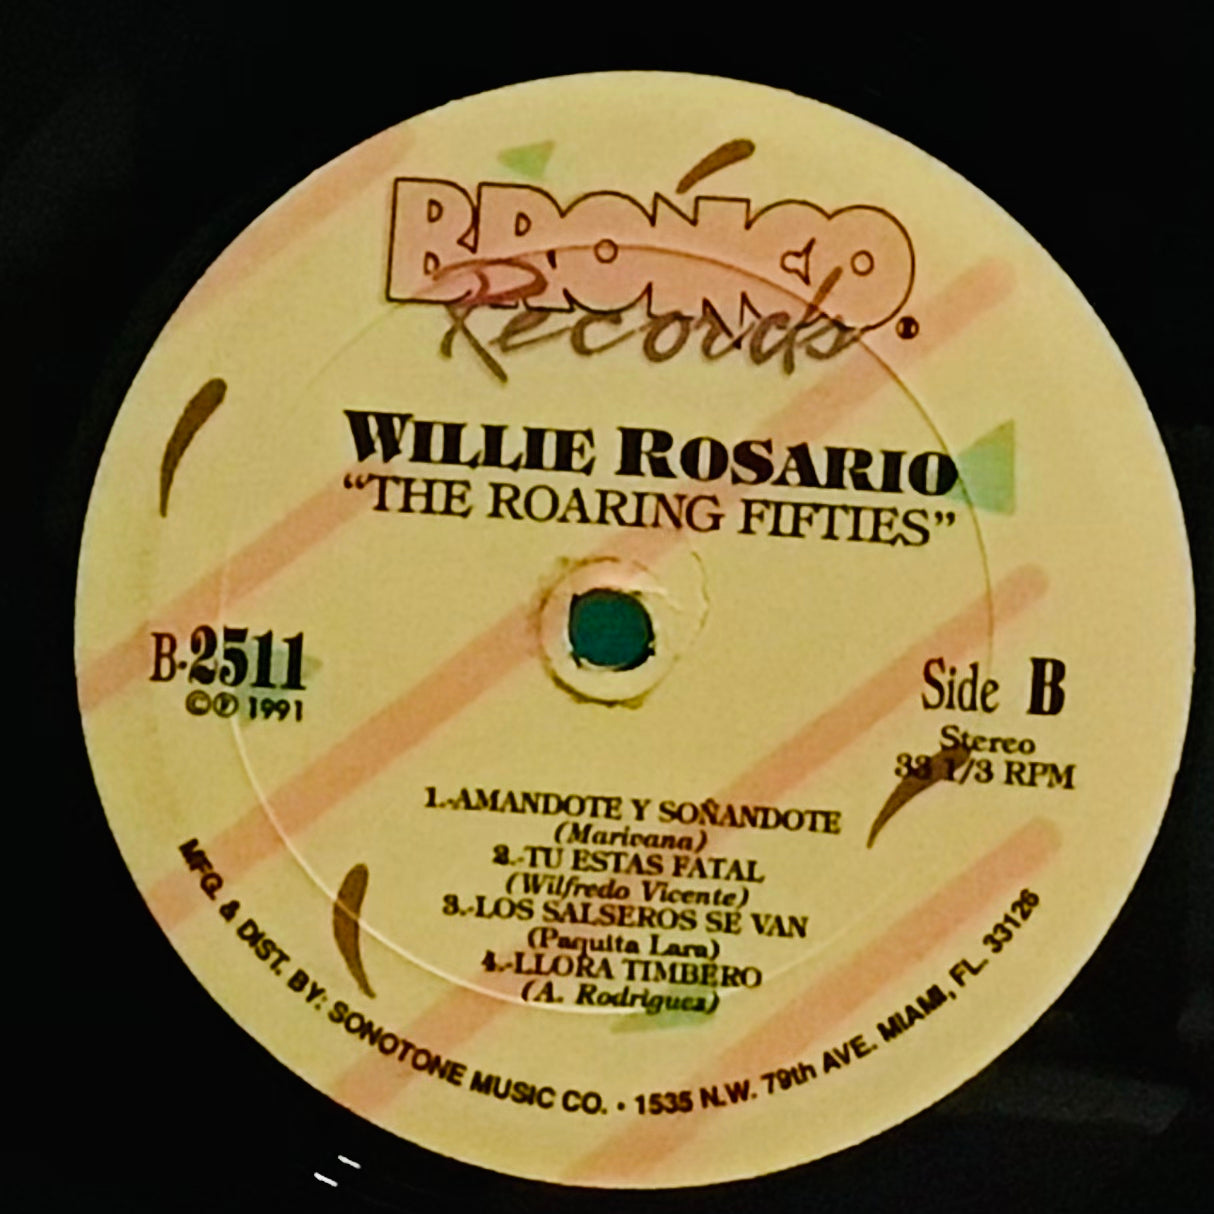 BRONCO
Records ®
WILLIE ROSARIO
"THE ROARING FIFTIES"
B-2511
©℗ 1991
Side B
Stereo
33 1/3 RPM
1.-AMANDOTE Y SOÑANDOTE
(Marivana)
2.-TU ESTAS FATAL
(Wilfredo Vicente)
3.-LOS SALSEROS SE VAN
(Paquita Lara)
4.-LLORA TIMBERO
(A. Rodriguez)
MFG. & DIST. BY: SONOTONE MUSIC CO. • 1535 N.W. 79th AVE. MIAMI, FL. 33126